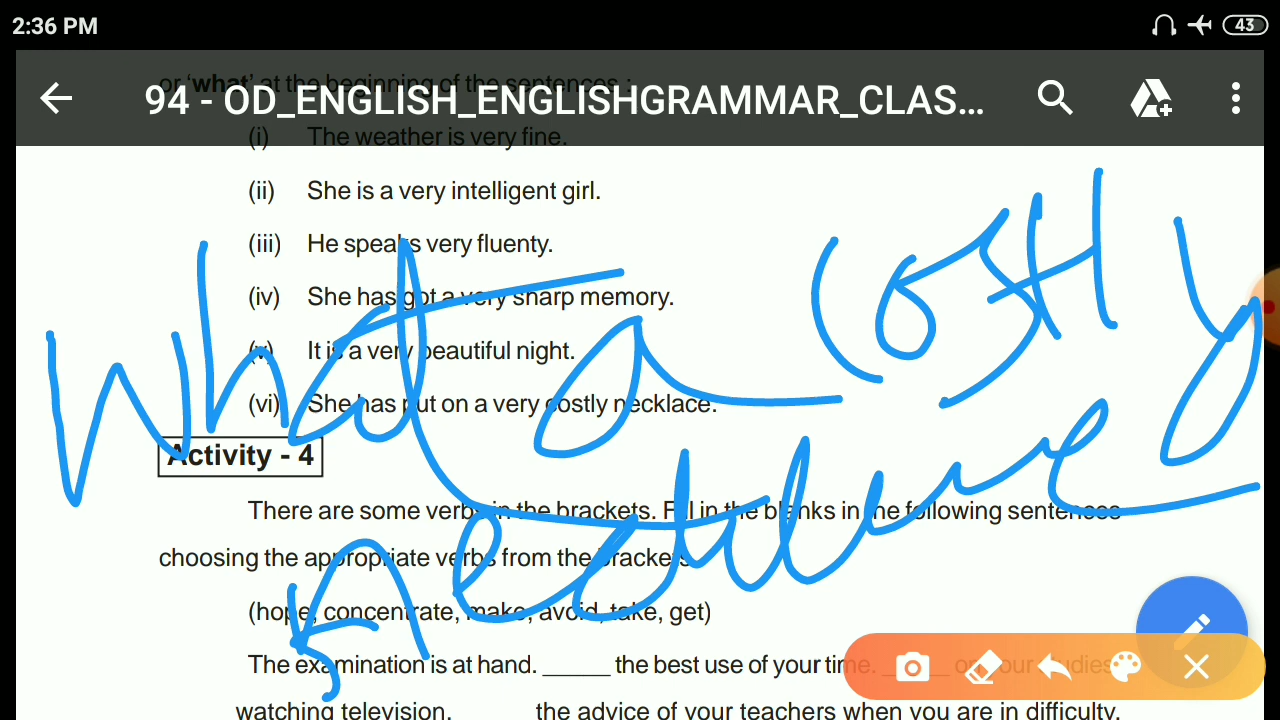 2:36 PM
43
or 'what' at the beginning of the sentences :
94 - OD_ENGLISH_ENGLISHGRAMMAR_CLAS...
(i) The weather is very fine.
(ii) She is a very intelligent girl.
(iii) He speaks very fluenty.
(iv) She has got a very sharp memory.
(v) It is a very beautiful night.
(vi) She has put on a very costly necklace.
What a costly
Activity - 4
There are some verbs in the brackets. Fill in the blanks in the following sentences
choosing the appropriate verbs from the brackets.
(hope, concentrate, make, avoid, take, get)
The examination is at hand. _____ the best use of your time. _____ on your studies.
watching television. _____ the advice of your teachers when you are in difficulty.